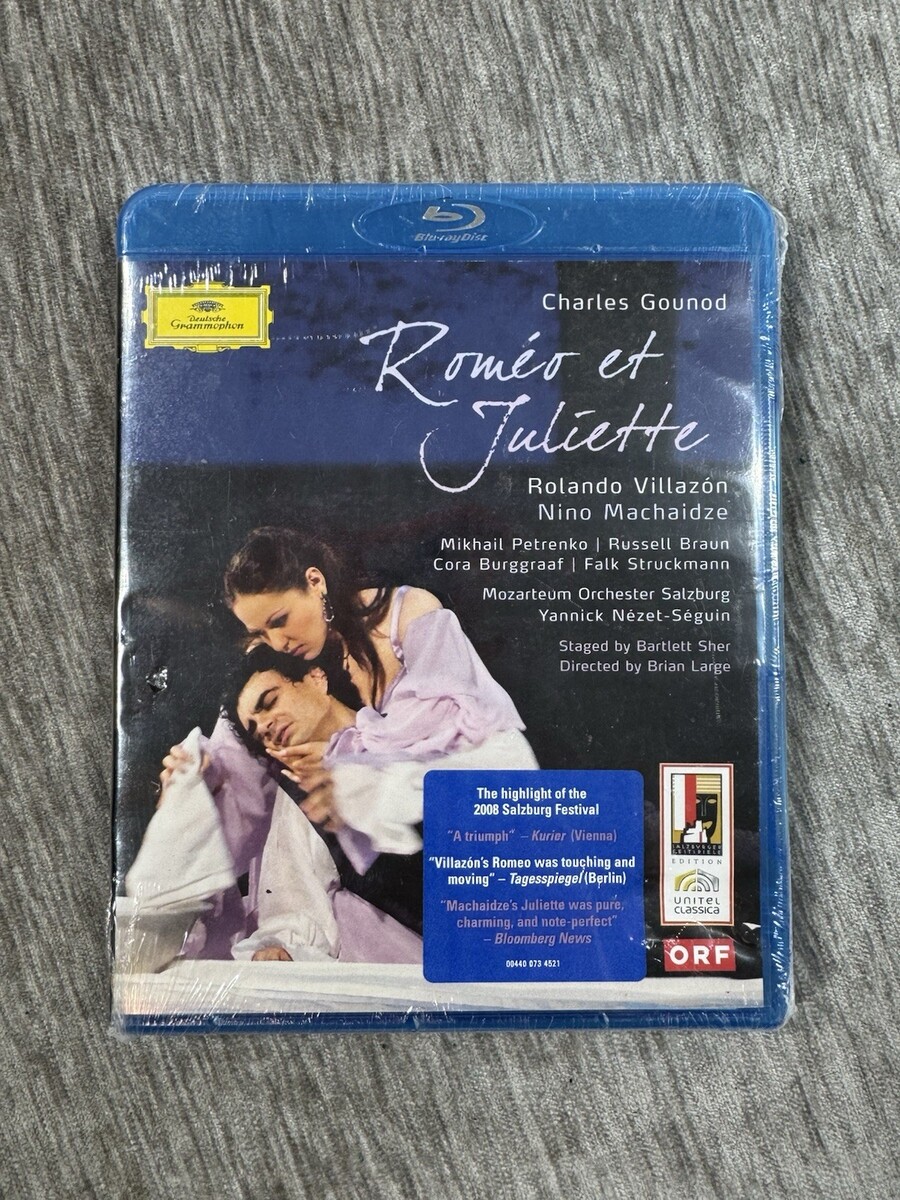 Blu-ray Disc
Deutsche
Grammophon
Charles Gounod
Roméo et
Juliette
Rolando Villazón
Nino Machaidze
Mikhail Petrenko | Russell Braun
Cora Burggraaf | Falk Struckmann
Mozarteum Orchester Salzburg
Yannick Nézet-Séguin
Staged by Bartlett Sher
Directed by Brian Large
The highlight of the
2008 Salzburg Festival
"A triumph" – Kurier (Vienna)
"Villazón's Romeo was touching and
moving" – Tagesspiegel (Berlin)
"Machaidze's Juliette was pure,
charming, and note-perfect"
– Bloomberg News
00440 073 4521
SALZBURGER
FESTSPIELE
EDITION
UNITEL
CLASSICA
ORF